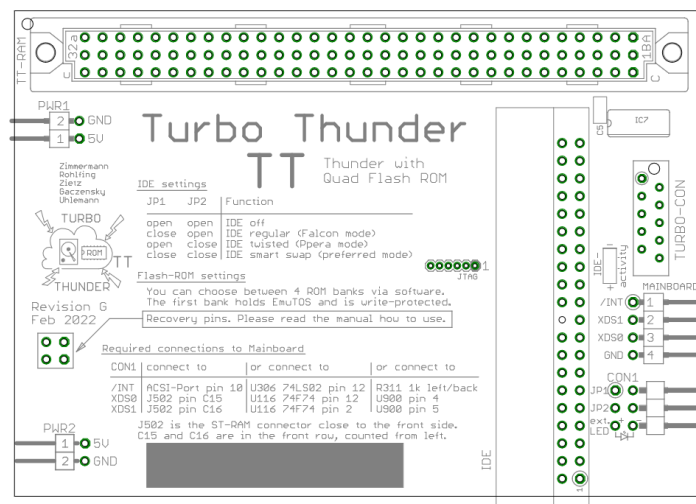 TT-RAM
32a
1BA
C
C
PWR1
2 GND
1 5V
Turbo Thunder
TT
Thunder with
Quad Flash ROM
C5
IC7
TURBO-CON
Zimmermann
Rohlfing
Zietz
Gaczensky
Uhlemann
TURBO
ROM
TT
THUNDER
IDE settings
JP1 JP2 Function
open open IDE off
close open IDE regular (Falcon mode)
open close IDE twisted (Ppera mode)
close close IDE smart swap (preferred mode)
1
JTAG
Flash-ROM settings
You can choose between 4 ROM banks via software.
The first bank holds EmuTOS and is write-protected.
Revision G
Feb 2022
Recovery pins. Please read the manual how to use.
IDE-
activity
- +
MAINBOARD
/INT 1
XDS1 2
XDS0 3
GND 4
CON1
Required connections to Mainboard
CON1 connect to or connect to or connect to
/INT ACSI-Port pin 10 U306 74LS02 pin 12 R311 1k left/back
XDS0 J502 pin C15 U116 74F74 pin 12 U900 pin 4
XDS1 J502 pin C16 U116 74F74 pin 2 U900 pin 5
J502 is the ST-RAM connector close to the front side.
C15 and C16 are in the front row, counted from left.
JP1
JP2
ext.
LED
+ -
PWR2
1 5V
2 GND
IDE
1